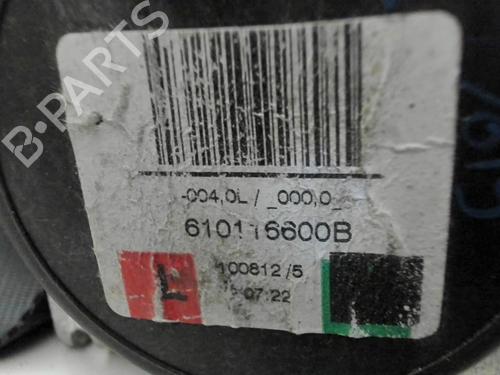 B-PARTS
-004,0L / _000,0_
610116600B
L
100812 /5
07:22